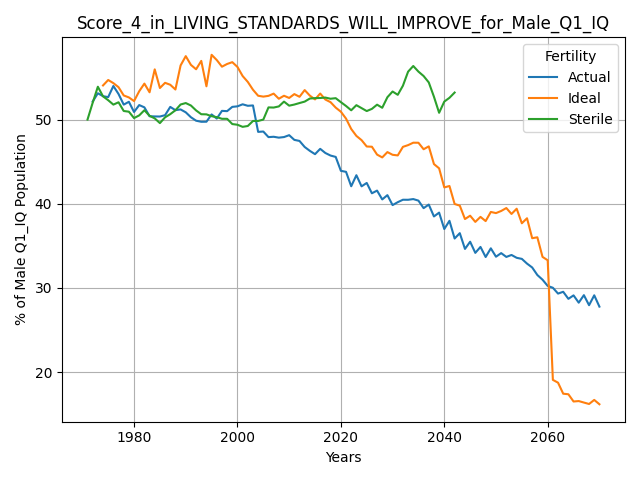 Score_4_in_LIVING_STANDARDS_WILL_IMPROVE_for_Male_Q1_IQ
Fertility
Actual
Ideal
Sterile
% of Male Q1_IQ Population
50
40
30
20
1980
2000
2020
2040
2060
Years